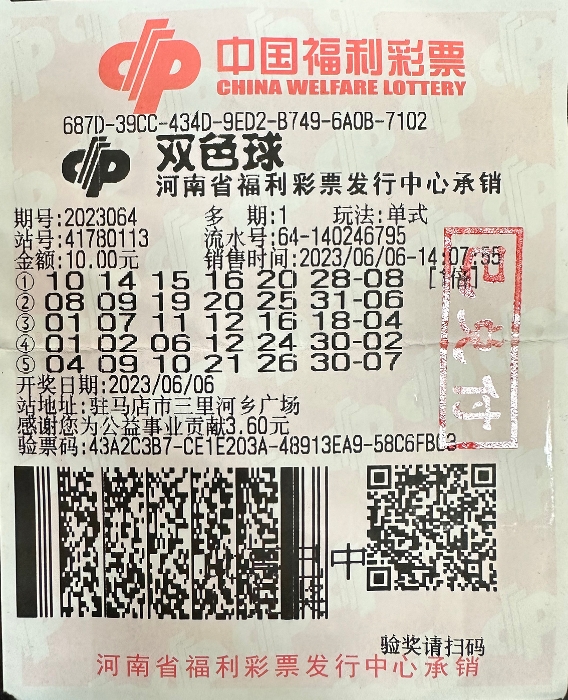 中国福利彩票
CHINA WELFARE LOTTERY
687D-39CC-434D-9ED2-B749-6A0B-7102
双色球
河南省福利彩票发行中心承销
期号:2023064 多 期:1 玩法:单式
站号:41780113 流水号:64-140246795
金额:10.00元 销售时间:2023/06/06-14:07:55
① 10 14 15 16 20 28-08 [1倍]
② 08 09 19 20 25 31-06
③ 01 07 11 12 16 18-04
④ 01 02 06 12 24 30-02
⑤ 04 09 10 21 26 30-07
开奖日期:2023/06/06
站地址:驻马店市三里河乡广场
感谢您为公益事业贡献3.60元
验票码:43A2C3B7-CE1E203A-48913EA9-58C6FB
已兑付
验奖请扫码
河南省福利彩票发行中心承销